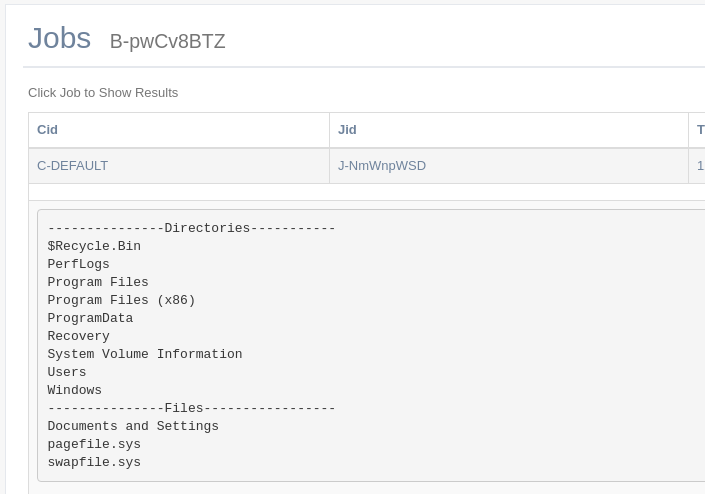 Jobs B-pwCv8BTZ
Click Job to Show Results
Cid Jid T
C-DEFAULT J-NmWnpWSD 1
---------------Directories-----------
$Recycle.Bin
PerfLogs
Program Files
Program Files (x86)
ProgramData
Recovery
System Volume Information
Users
Windows
---------------Files-----------------
Documents and Settings
pagefile.sys
swapfile.sys